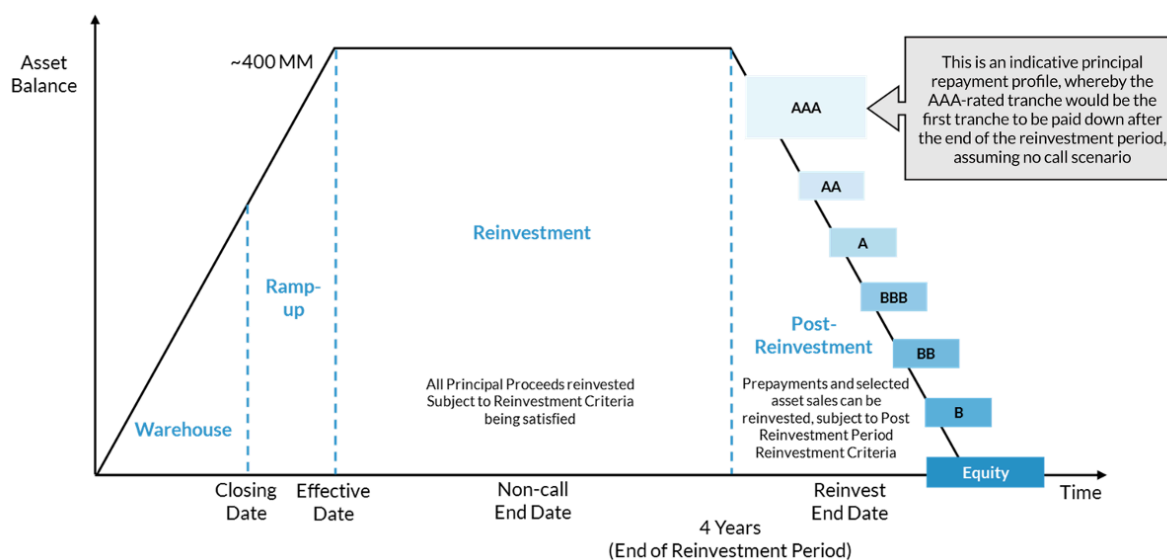 Asset
Balance
~400 MM
This is an indicative principal
repayment profile, whereby the
AAA-rated tranche would be the
first tranche to be paid down after
the end of the reinvestment period,
assuming no call scenario
AAA
AA
A
BBB
BB
B
Equity
Warehouse
Ramp-
up
Reinvestment
All Principal Proceeds reinvested
Subject to Reinvestment Criteria
being satisfied
Post-
Reinvestment
Prepayments and selected
asset sales can be
reinvested, subject to Post
Reinvestment Period
Reinvestment Criteria
Closing
Date
Effective
Date
Non-call
End Date
4 Years
(End of Reinvestment Period)
Reinvest
End Date
Time